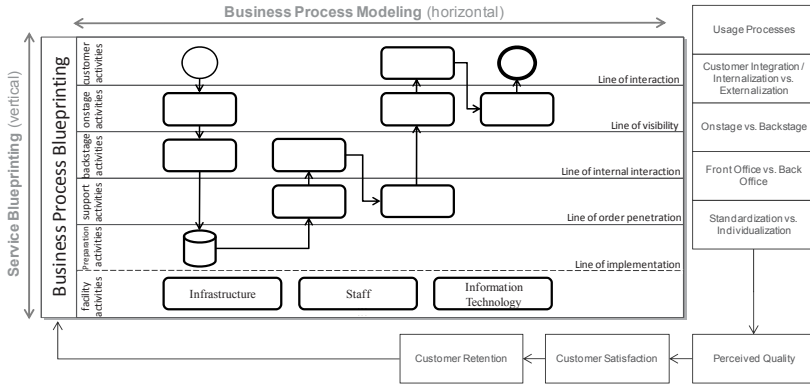 Business Process Modeling (horizontal)
Service Blueprinting (vertical)
Business Process Blueprinting
customer
activities
Line of interaction
onstage
activities
Line of visibility
backstage
activities
Line of internal interaction
support
activities
Line of order penetration
Preparation
activities
Line of implementation
facility
activities
Infrastructure
Staff
Information
Technology
Usage Processes
Customer Integration /
Internalization vs.
Externalization
Onstage vs. Backstage
Front Office vs. Back
Office
Standardization vs.
Individualization
Customer Retention
Customer Satisfaction
Perceived Quality